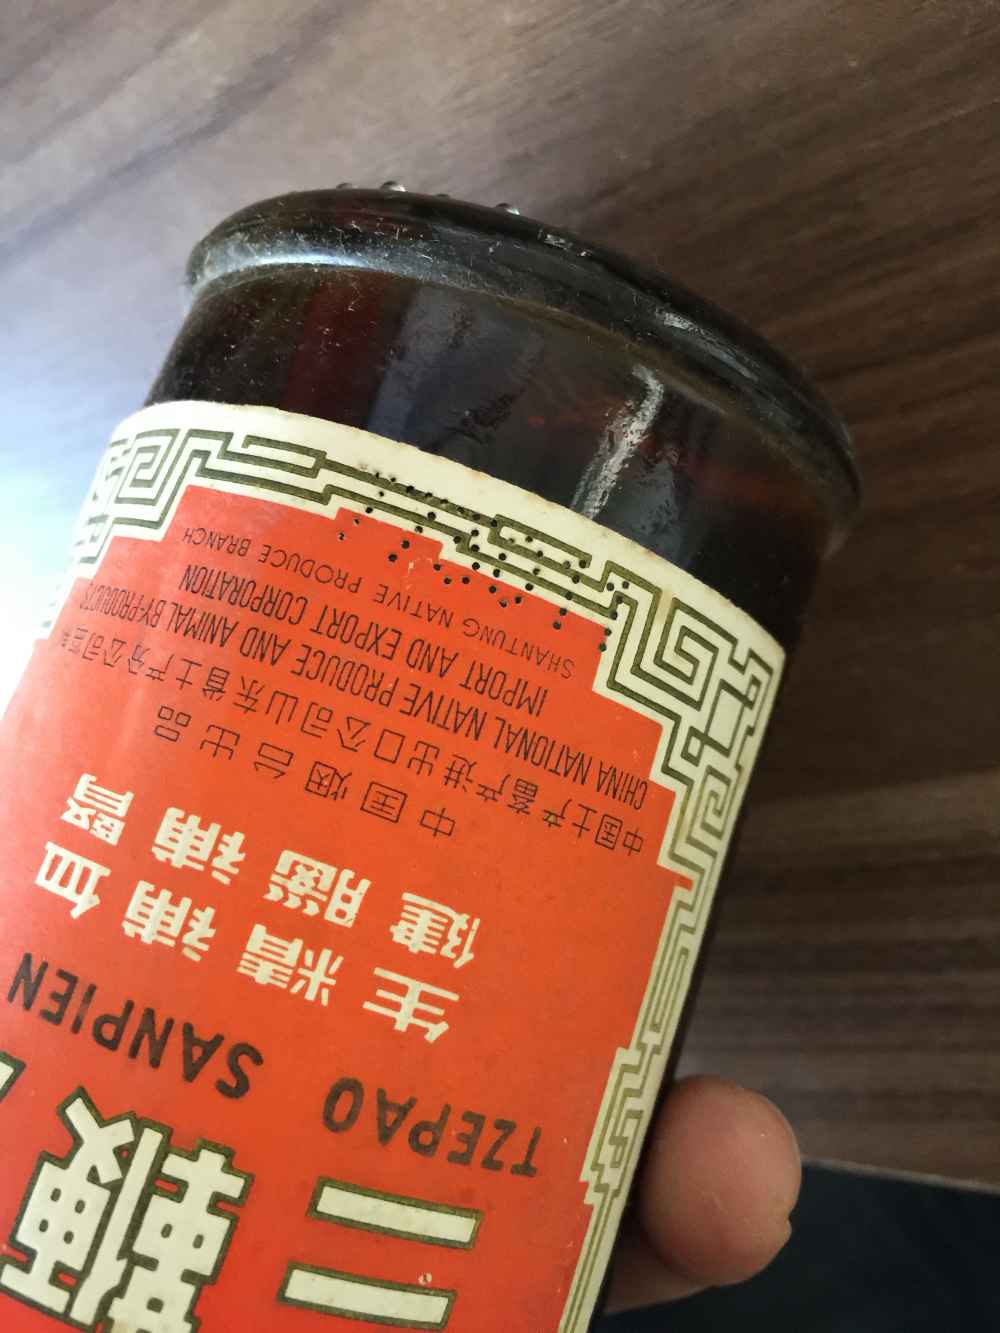 三鞭
TZEPAO SANPIEN
生精補血
健腦補腎
中国烟台出品
中国土产畜产进出口公司山东省土产分公司
CHINA NATIONAL NATIVE PRODUCE AND ANIMAL BY-PRODUCTS
IMPORT AND EXPORT CORPORATION
SHANTUNG NATIVE PRODUCE BRANCH